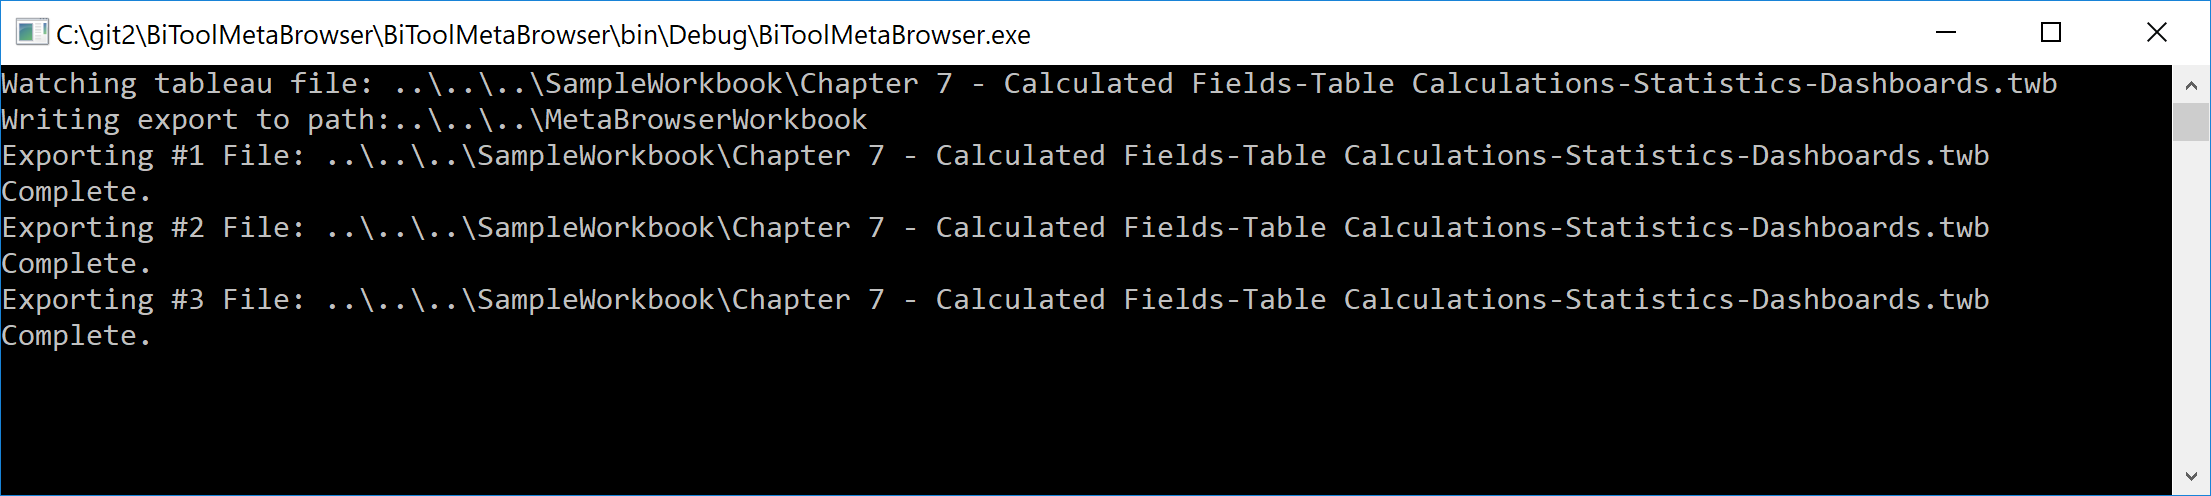 C:\git2\BiToolMetaBrowser\BiToolMetaBrowser\bin\Debug\BiToolMetaBrowser.exe
Watching tableau file: ..\..\..\SampleWorkbook\Chapter 7 - Calculated Fields-Table Calculations-Statistics-Dashboards.twb
Writing export to path:..\..\..\MetaBrowserWorkbook
Exporting #1 File: ..\..\..\SampleWorkbook\Chapter 7 - Calculated Fields-Table Calculations-Statistics-Dashboards.twb
Complete.
Exporting #2 File: ..\..\..\SampleWorkbook\Chapter 7 - Calculated Fields-Table Calculations-Statistics-Dashboards.twb
Complete.
Exporting #3 File: ..\..\..\SampleWorkbook\Chapter 7 - Calculated Fields-Table Calculations-Statistics-Dashboards.twb
Complete.